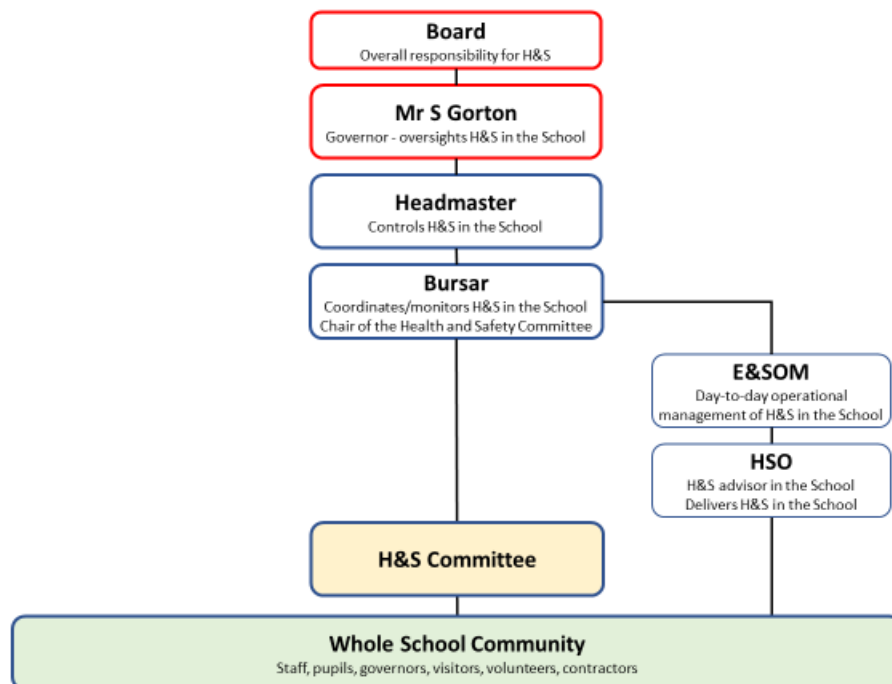 Board
Overall responsibility for H&S
Mr S Gorton
Governor - oversights H&S in the School
Headmaster
Controls H&S in the School
Bursar
Coordinates/monitors H&S in the School
Chair of the Health and Safety Committee
E&SOM
Day-to-day operational
management of H&S in the School
HSO
H&S advisor in the School
Delivers H&S in the School
H&S Committee
Whole School Community
Staff, pupils, governors, visitors, volunteers, contractors